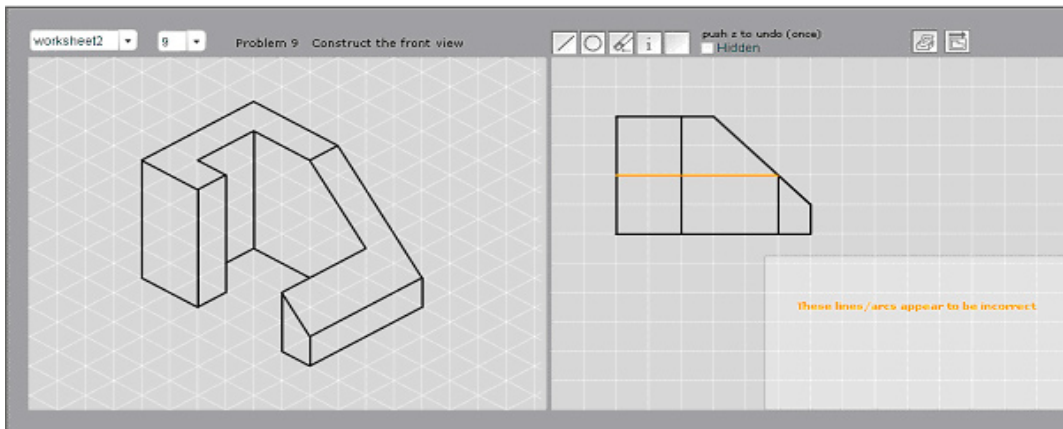 worksheet2
9
Problem 9 Construct the front view
i
push z to undo (once)
Hidden
These lines/arcs appear to be incorrect